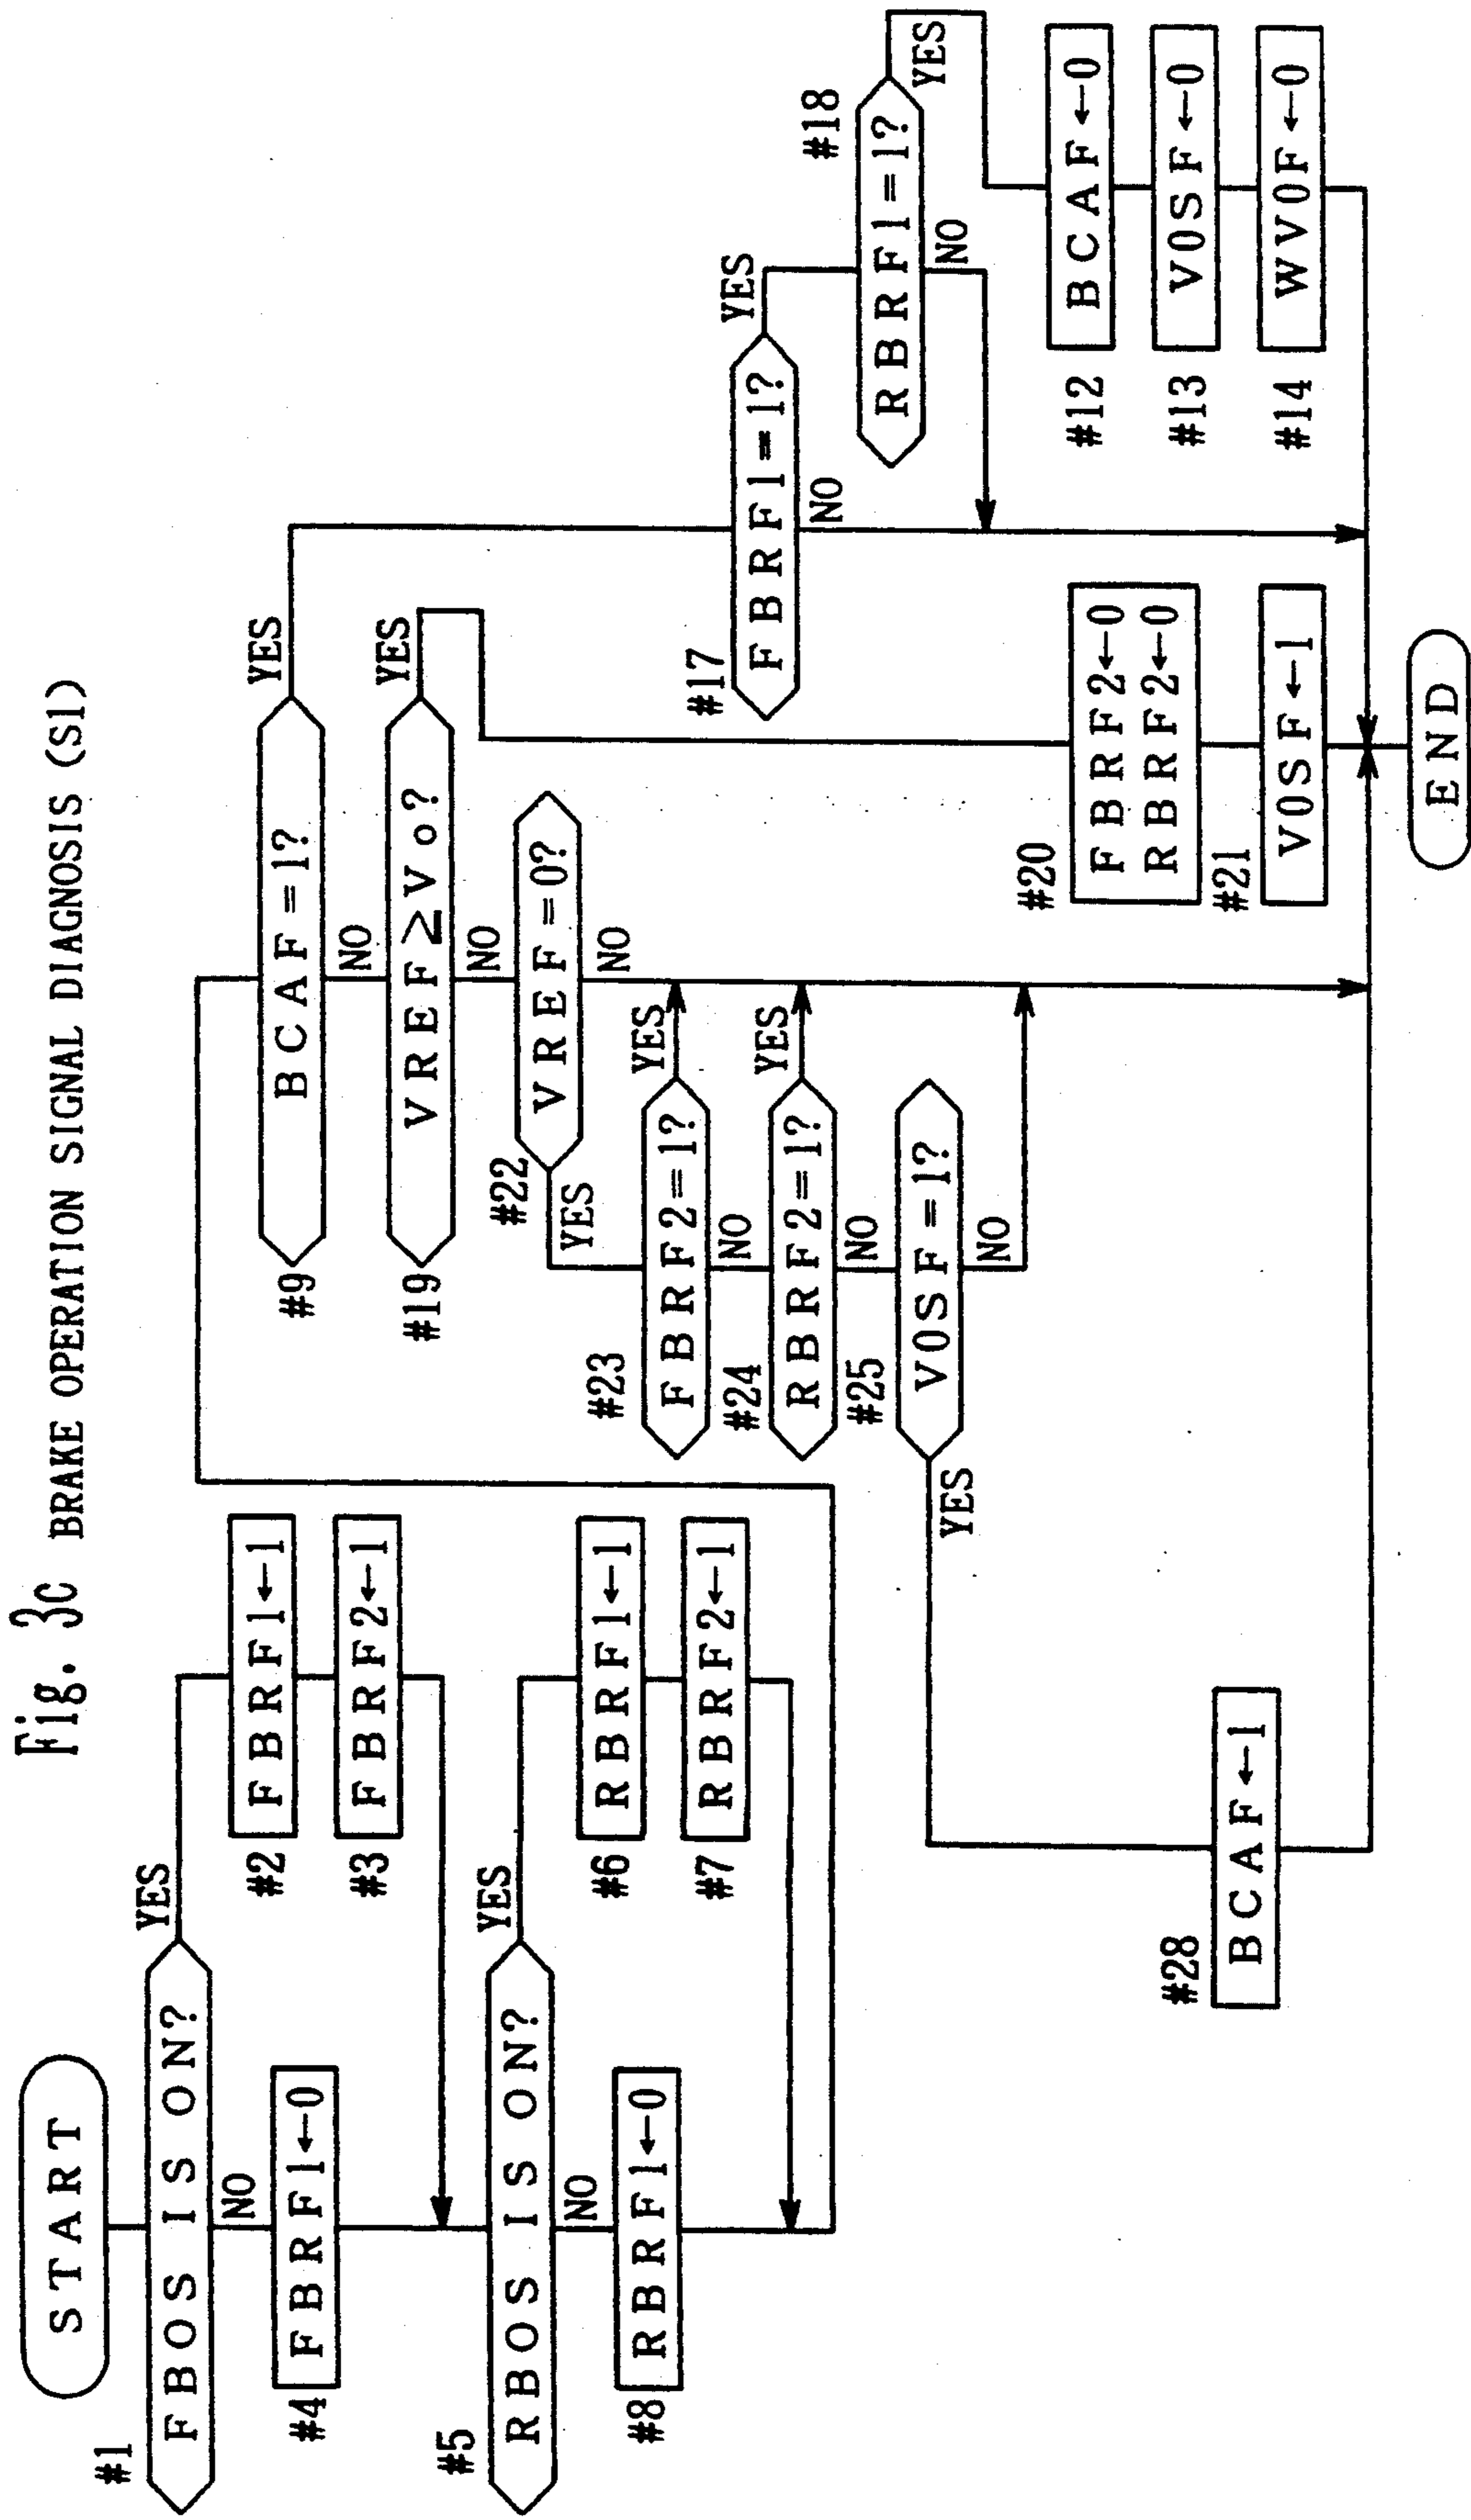 Fig. 3c BRAKE OPERATION SIGNAL DIAGNOSIS (S1)
START
#1
FBOS IS ON?
YES
NO
#2
FBRF1←1
#3
FBRF2←1
#4
FBRF1←0
#5
RBOS IS ON?
YES
NO
#6
RBRF1←1
#7
RBRF2←1
#8
RBRF1←0
#9
BCAF=1?
YES
NO
#19
VREF≥Vo?
YES
NO
#22
VREF=0?
YES
NO
#23
FBRF2=1?
YES
NO
#24
RBRF2=1?
YES
NO
#25
VOSF=1?
YES
NO
#28
BCAF←1
#17
FBRF1=1?
YES
NO
#18
RBRF1=1?
YES
NO
#12
BCAF←0
#13
VOSF←0
#14
WVOF←0
#20
FBRF2←0
RBRF2←0
#21
VOSF←1
END